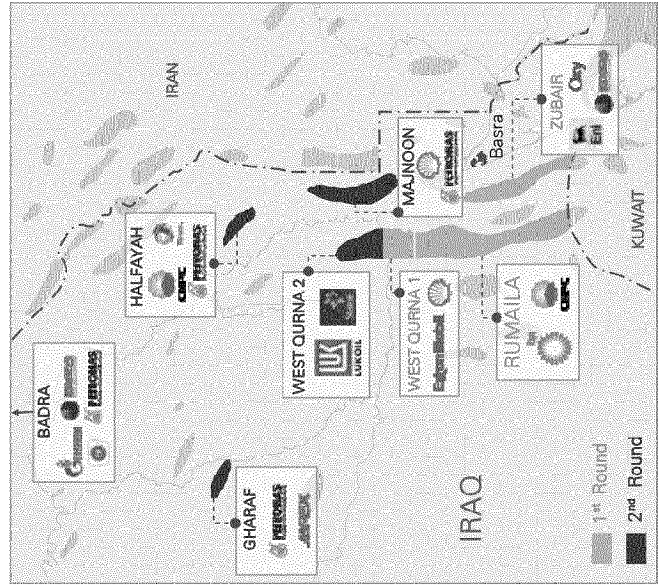 IRAN
BADRA
PETRONAS
HALFAYAH
CNPC
PETRONAS
MAJNOON
PETRONAS
Basra
ZUBAIR
Oxy
Eni
WEST QURNA 2
LUKOIL
WEST QURNA 1
ExxonMobil
RUMAILA
bp
CNPC
KUWAIT
GHARAF
PETRONAS
JAPEX
IRAQ
1st Round
2nd Round